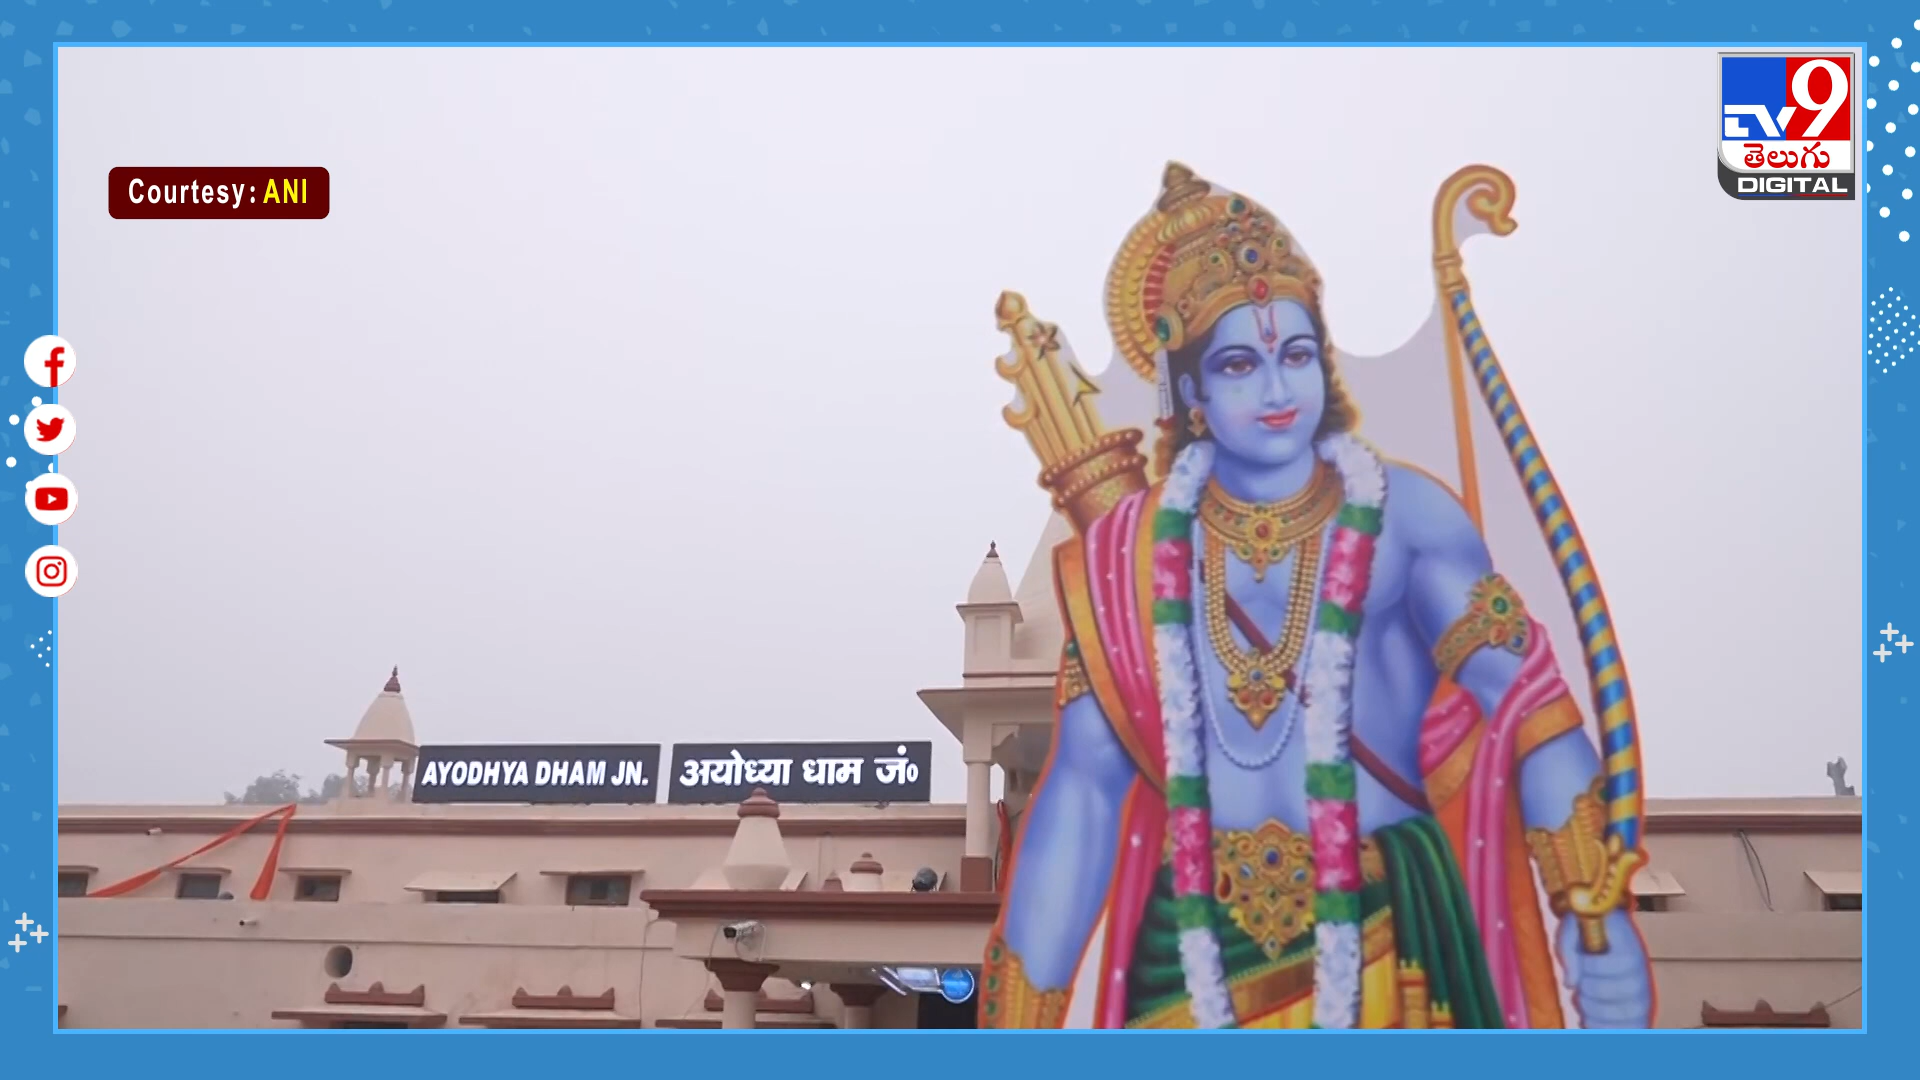 Courtesy: ANI
TV9
తెలుగు
DIGITAL
AYODHYA DHAM JN.
अयोध्या धाम जं०